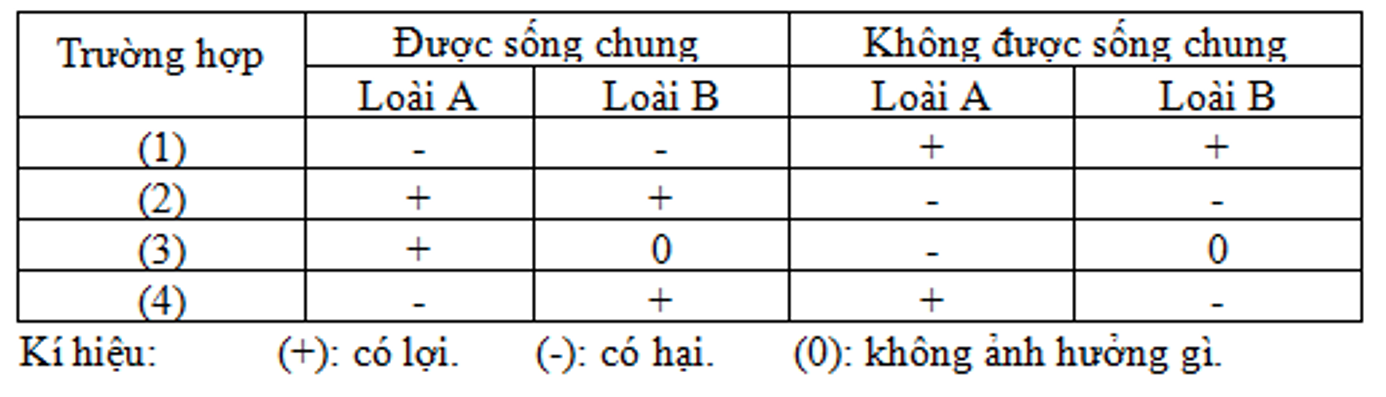 Trường hợp Được sống chung Không được sống chung
Loài A Loài B Loài A Loài B
(1) - - + +
(2) + + - -
(3) + 0 - 0
(4) - + + -
Kí hiệu: (+): có lợi. (-): có hại. (0): không ảnh hưởng gì.